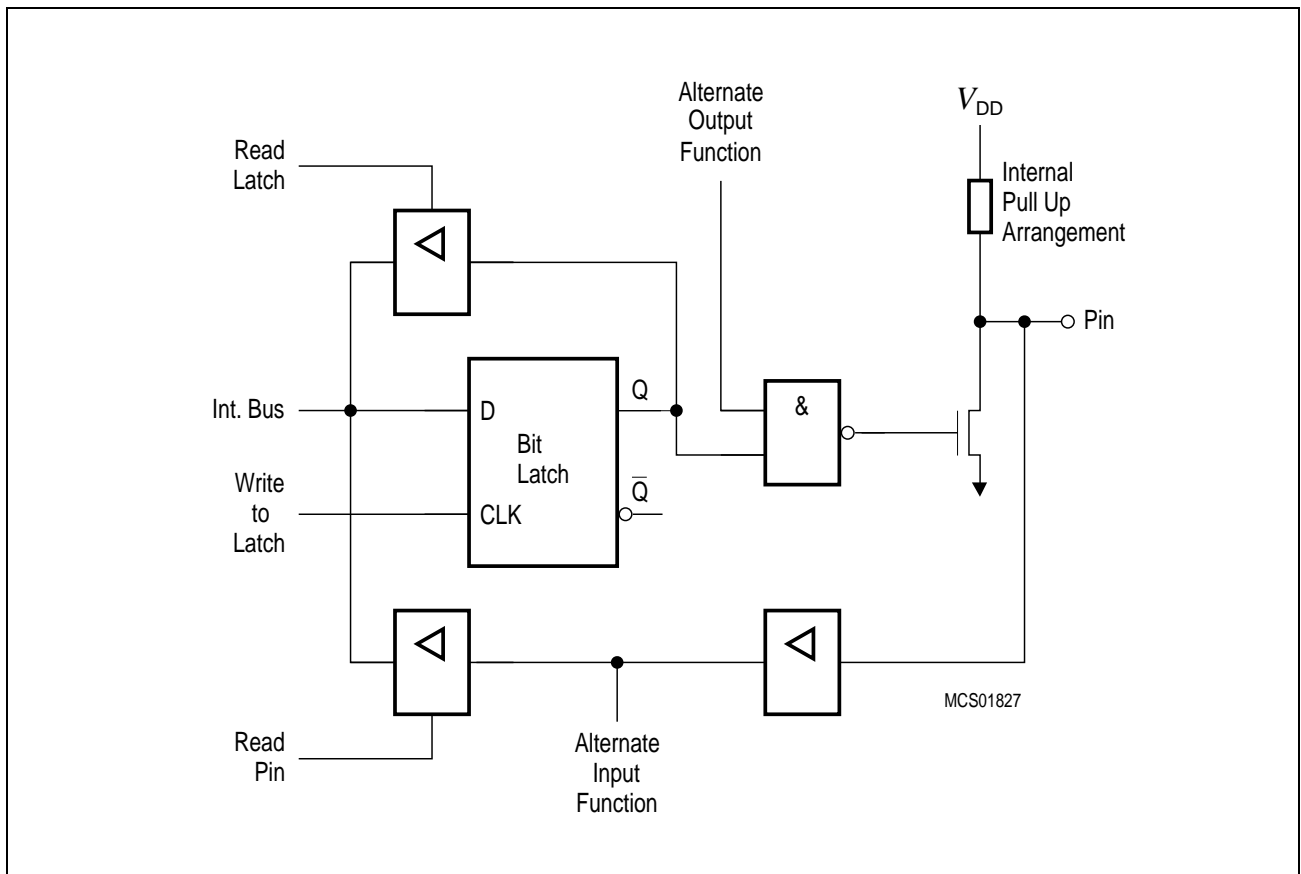 Alternate
Output
Function
VDD
Read
Latch
Internal
Pull Up
Arrangement
Pin
Q
&
Int. Bus
D
Bit
Latch
Write
to
Latch
Q̅
CLK
MCS01827
Read
Pin
Alternate
Input
Function